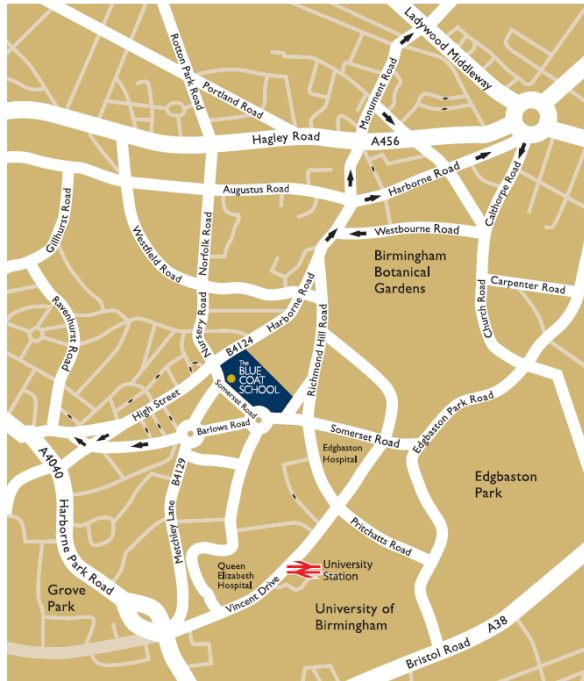 Ladywood Middleway
Rotton Park Road
Portland Road
Monument Road
Hagley Road
A456
Harborne Road
Calthorpe Road
Augustus Road
Gillhurst Road
Norfolk Road
Westfield Road
Westbourne Road
Birmingham
Botanical
Gardens
Carpenter Road
Church Road
Ravenhurst Road
Nursery Road
Harborne Road
B4124
Richmond Hill Road
The
BLUE
COAT
SCHOOL
High Street
Somerset Road
Edgbaston Park Road
Barlows Road
Somerset Road
A4040
Edgbaston
Hospital
B4129
Edgbaston
Park
Harborne Park Road
Metchley Lane
Pritchatts Road
Queen
Elizabeth
Hospital
University
Station
Grove
Park
Vincent Drive
University of
Birmingham
A38
Bristol Road